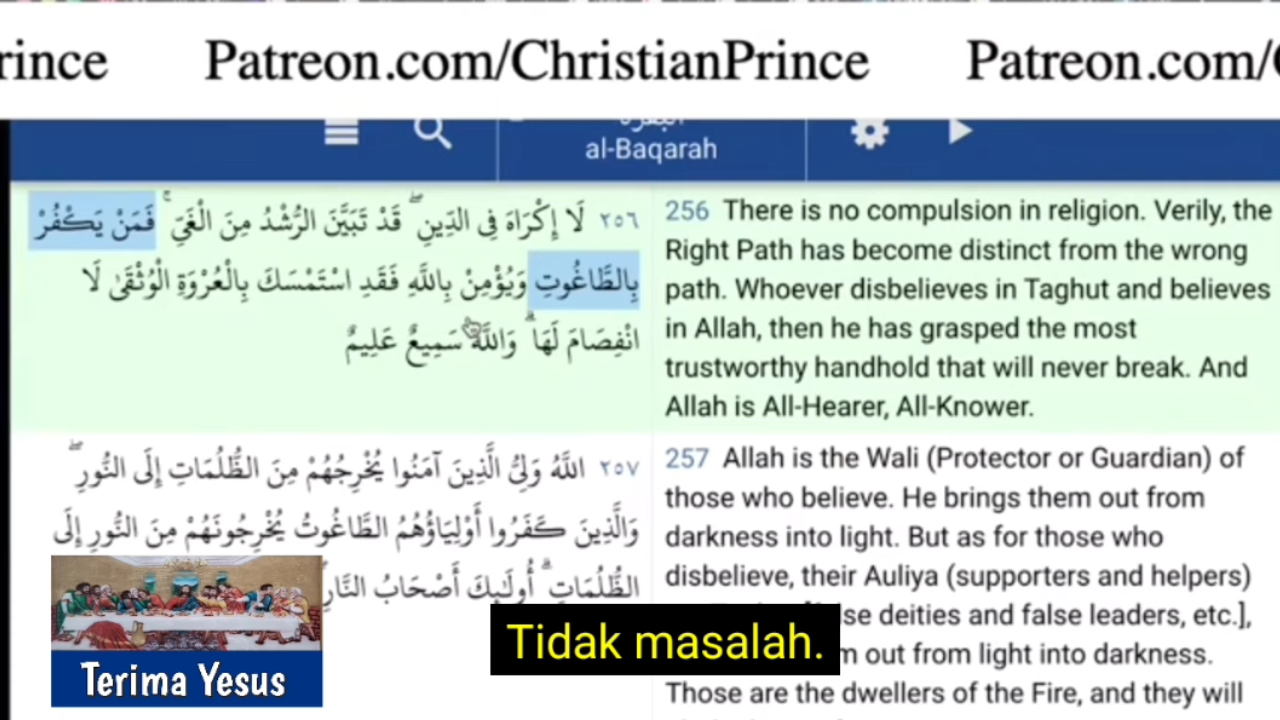 rince Patreon.com/ChristianPrince Patreon.com/
al-Baqarah
٢٥٦ لَا إِكْرَاهَ فِي الدِّينِ ۖ قَدْ تَبَيَّنَ الرُّشْدُ مِنَ الْغَيِّ ۚ فَمَنْ يَكْفُرْ
بِالطَّاغُوتِ وَيُؤْمِنْ بِاللَّهِ فَقَدِ اسْتَمْسَكَ بِالْعُرْوَةِ الْوُثْقَىٰ لَا
انْفِصَامَ لَهَا ۗ وَاللَّهُ سَمِيعٌ عَلِيمٌ
256 There is no compulsion in religion. Verily, the
Right Path has become distinct from the wrong
path. Whoever disbelieves in Taghut and believes
in Allah, then he has grasped the most
trustworthy handhold that will never break. And
Allah is All-Hearer, All-Knower.
٢٥٧ اللَّهُ وَلِيُّ الَّذِينَ آمَنُوا يُخْرِجُهُمْ مِنَ الظُّلُمَاتِ إِلَى النُّورِ ۖ
وَالَّذِينَ كَفَرُوا أَوْلِيَاؤُهُمُ الطَّاغُوتُ يُخْرِجُونَهُمْ مِنَ النُّورِ إِلَى
الظُّلُمَاتِ ۗ أُولَٰئِكَ أَصْحَابُ النَّارِ
257 Allah is the Wali (Protector or Guardian) of
those who believe. He brings them out from
darkness into light. But as for those who
disbelieve, their Auliya (supporters and helpers)
lse deities and false leaders, etc.],
m out from light into darkness.
Those are the dwellers of the Fire, and they will
Tidak masalah.
Terima Yesus